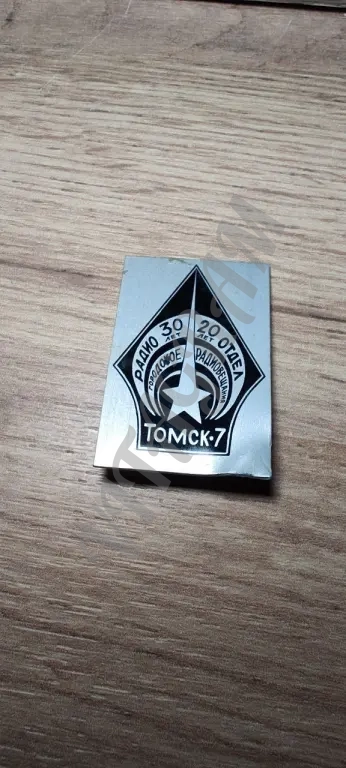 РАДИО 30 ЛЕТ
20 ЛЕТ ОТДЕЛ
ГОРОДСКОЕ РАДИОВЕЩАНИЕ
ТОМСК-7